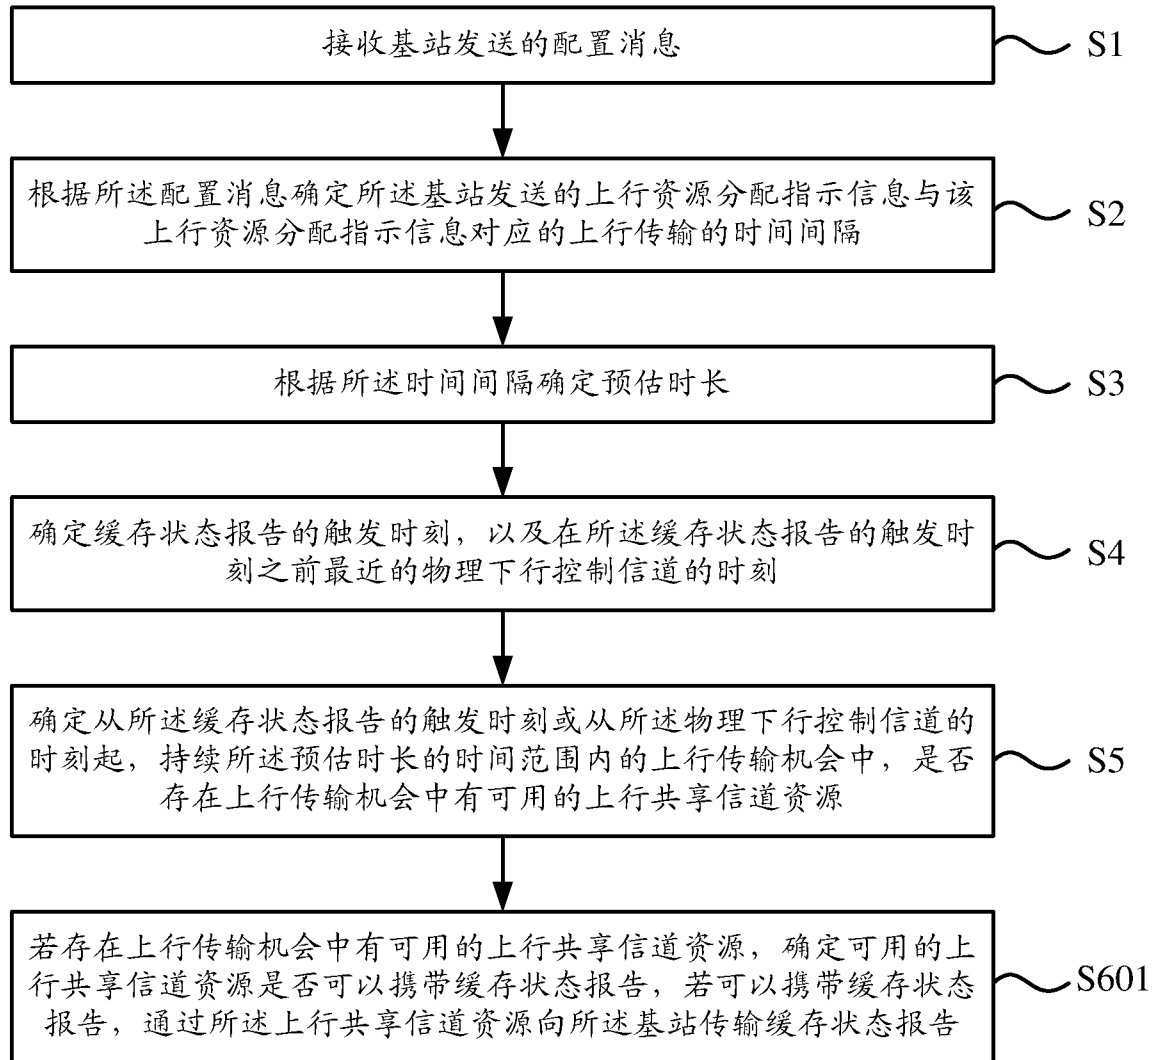 接收基站发送的配置消息
S1
根据所述配置消息确定所述基站发送的上行资源分配指示信息与该
上行资源分配指示信息对应的上行传输的时间间隔
S2
根据所述时间间隔确定预估时长
S3
确定缓存状态报告的触发时刻，以及在所述缓存状态报告的触发时
刻之前最近的物理下行控制信道的时刻
S4
确定从所述缓存状态报告的触发时刻或从所述物理下行控制信道的
时刻起，持续所述预估时长的时间范围内的上行传输机会中，是否
存在上行传输机会中有可用的上行共享信道资源
S5
若存在上行传输机会中有可用的上行共享信道资源，确定可用的上
行共享信道资源是否可以携带缓存状态报告，若可以携带缓存状态
报告，通过所述上行共享信道资源向所述基站传输缓存状态报告
S601